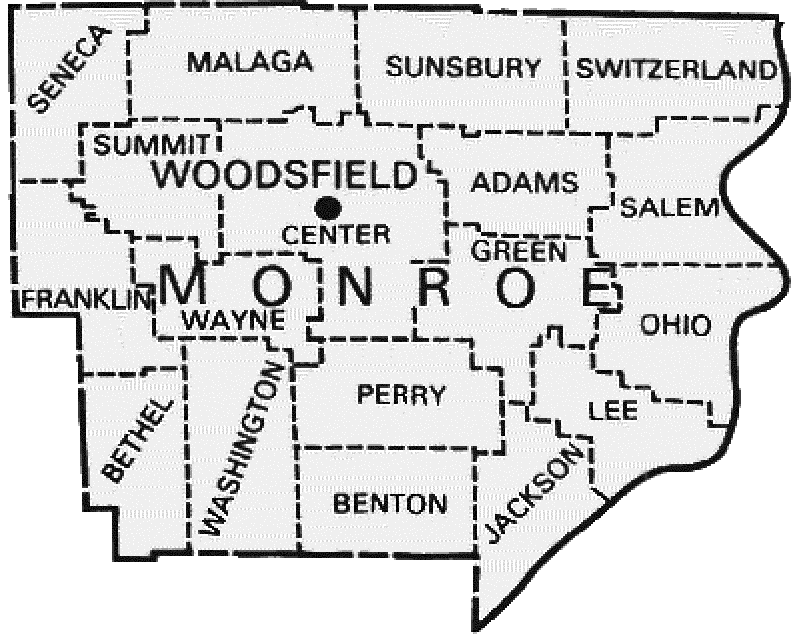 SENECA
MALAGA
SUNSBURY
SWITZERLAND
SUMMIT
WOODSFIELD
ADAMS
SALEM
CENTER
GREEN
MONROE
FRANKLIN
WAYNE
OHIO
PERRY
LEE
BETHEL
WASHINGTON
BENTON
JACKSON